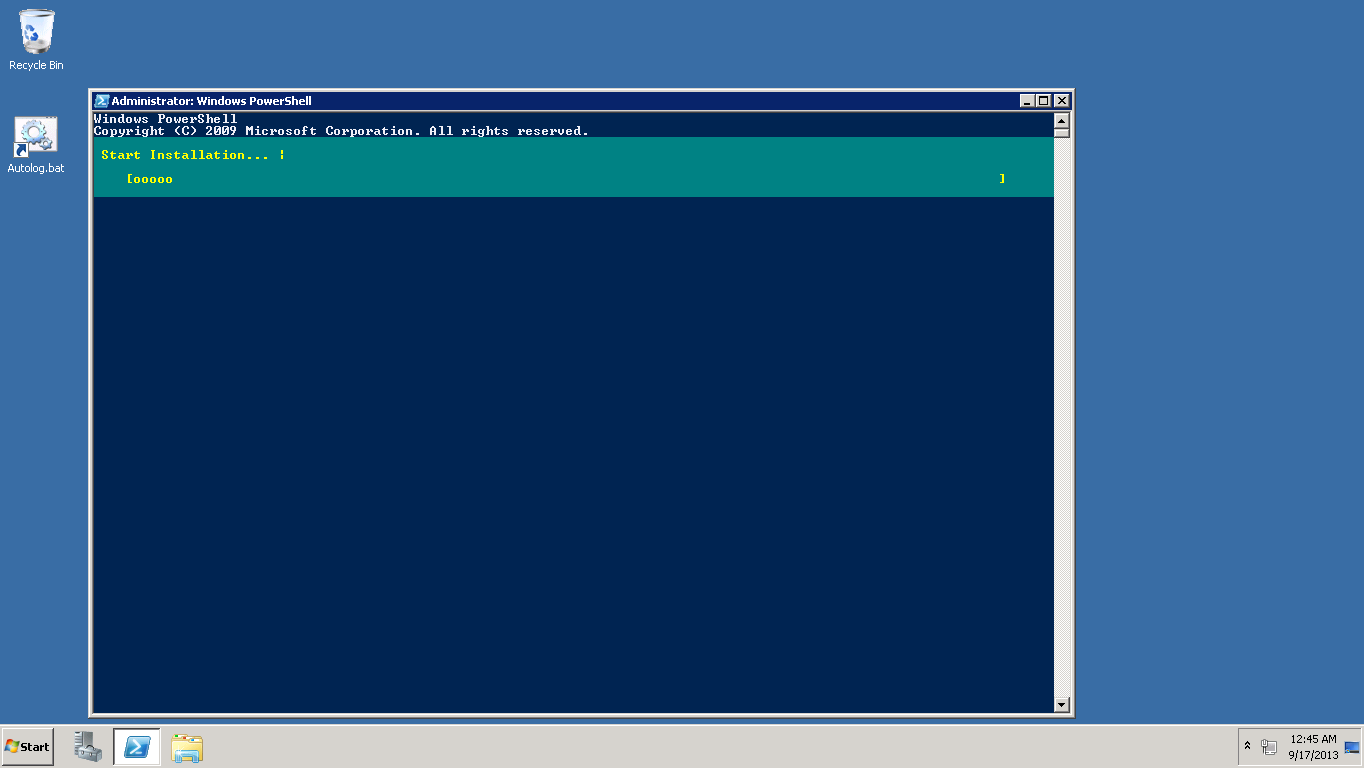 Recycle Bin
Autolog.bat
Administrator: Windows PowerShell
Windows PowerShell
Copyright (C) 2009 Microsoft Corporation. All rights reserved.
Start Installation... ¦
[ooooo ]
Start
12:45 AM
9/17/2013